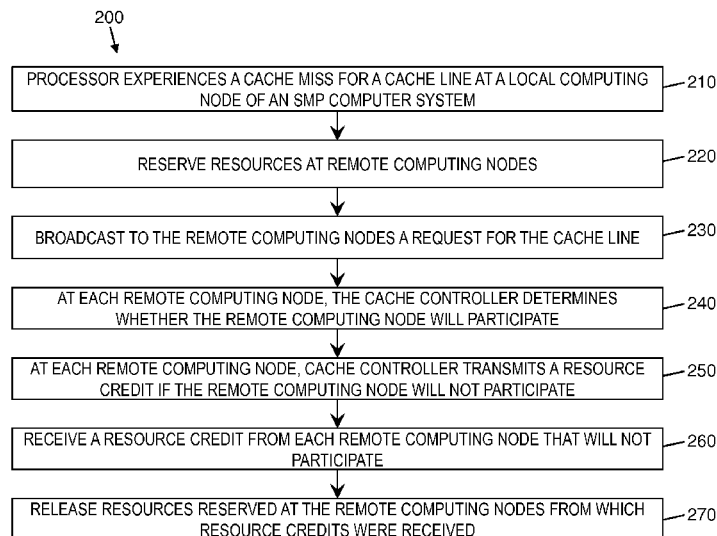 200
PROCESSOR EXPERIENCES A CACHE MISS FOR A CACHE LINE AT A LOCAL COMPUTING
NODE OF AN SMP COMPUTER SYSTEM
210
RESERVE RESOURCES AT REMOTE COMPUTING NODES
220
BROADCAST TO THE REMOTE COMPUTING NODES A REQUEST FOR THE CACHE LINE
230
AT EACH REMOTE COMPUTING NODE, THE CACHE CONTROLLER DETERMINES
WHETHER THE REMOTE COMPUTING NODE WILL PARTICIPATE
240
AT EACH REMOTE COMPUTING NODE, CACHE CONTROLLER TRANSMITS A RESOURCE
CREDIT IF THE REMOTE COMPUTING NODE WILL NOT PARTICIPATE
250
RECEIVE A RESOURCE CREDIT FROM EACH REMOTE COMPUTING NODE THAT WILL NOT
PARTICIPATE
260
RELEASE RESOURCES RESERVED AT THE REMOTE COMPUTING NODES FROM WHICH
RESOURCE CREDITS WERE RECEIVED
270